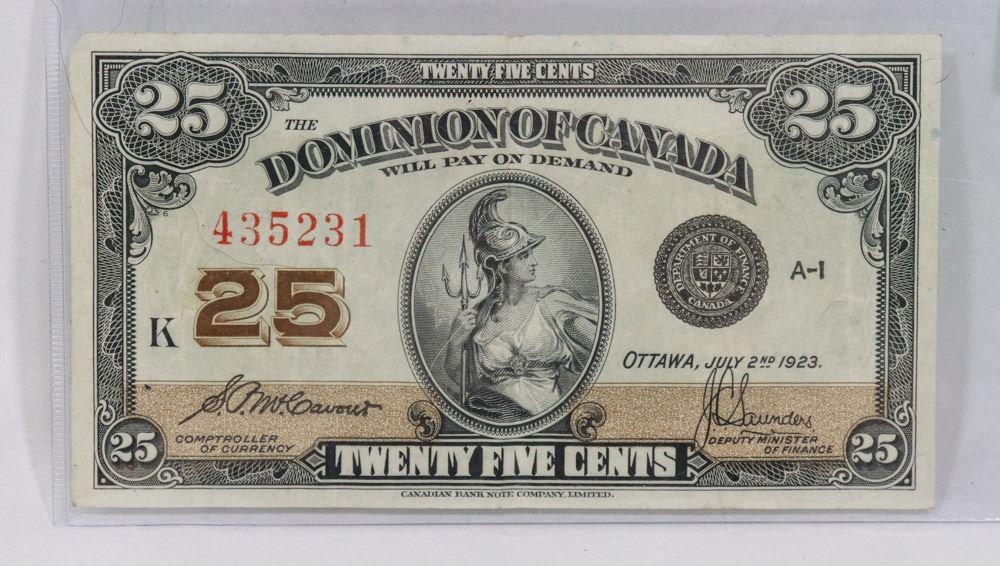 TWENTY FIVE CENTS
25 25
THE
DOMINION OF CANADA
WILL PAY ON DEMAND
435231
DEPARTMENT OF FINANCE
CANADA
A-1
25
K
OTTAWA, JULY 2ND 1923.
S.P. McCavour
J.C. Saunders
COMPTROLLER
OF CURRENCY
DEPUTY MINISTER
OF FINANCE
25 TWENTY FIVE CENTS 25
CANADIAN BANK NOTE COMPANY, LIMITED.